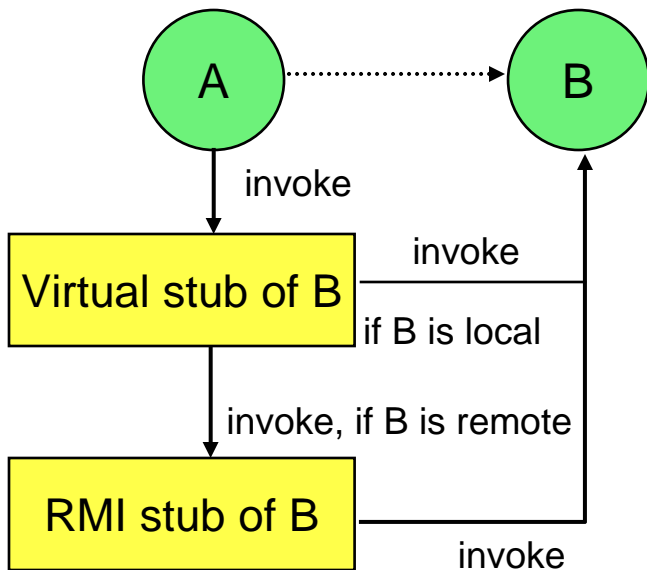 A
B
invoke
Virtual stub of B
invoke
if B is local
invoke, if B is remote
RMI stub of B
invoke